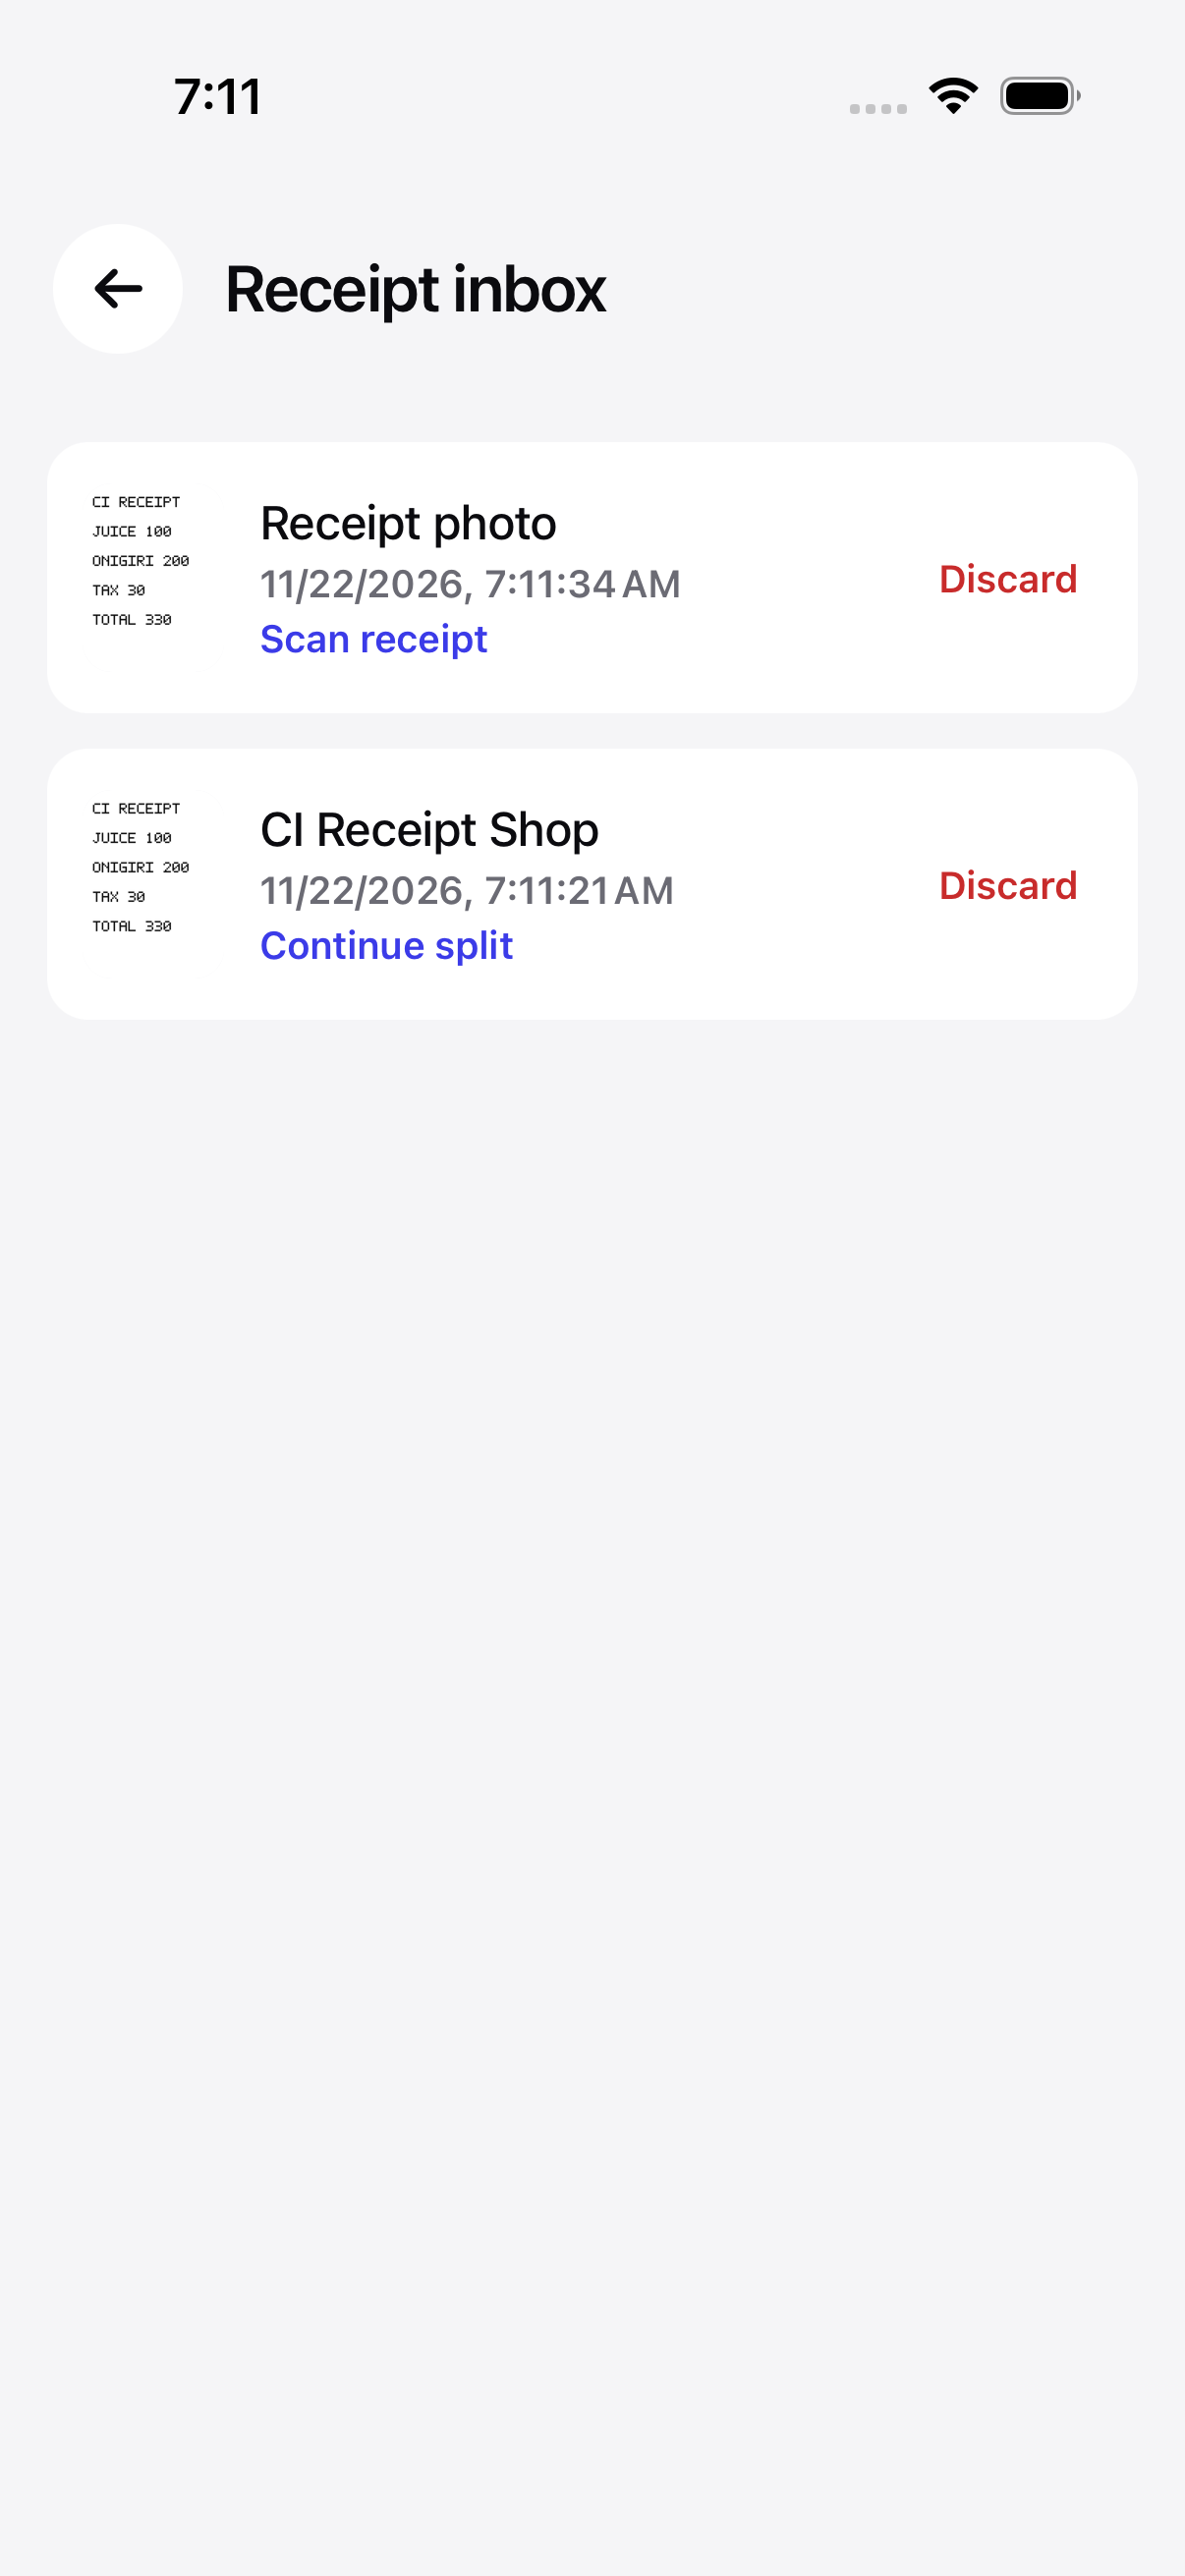 7:11
Receipt inbox
CI RECEIPT
JUICE 100
ONIGIRI 200
TAX 30
TOTAL 330
Receipt photo
11/22/2026, 7:11:34 AM
Scan receipt
Discard
CI RECEIPT
JUICE 100
ONIGIRI 200
TAX 30
TOTAL 330
CI Receipt Shop
11/22/2026, 7:11:21 AM
Continue split
Discard